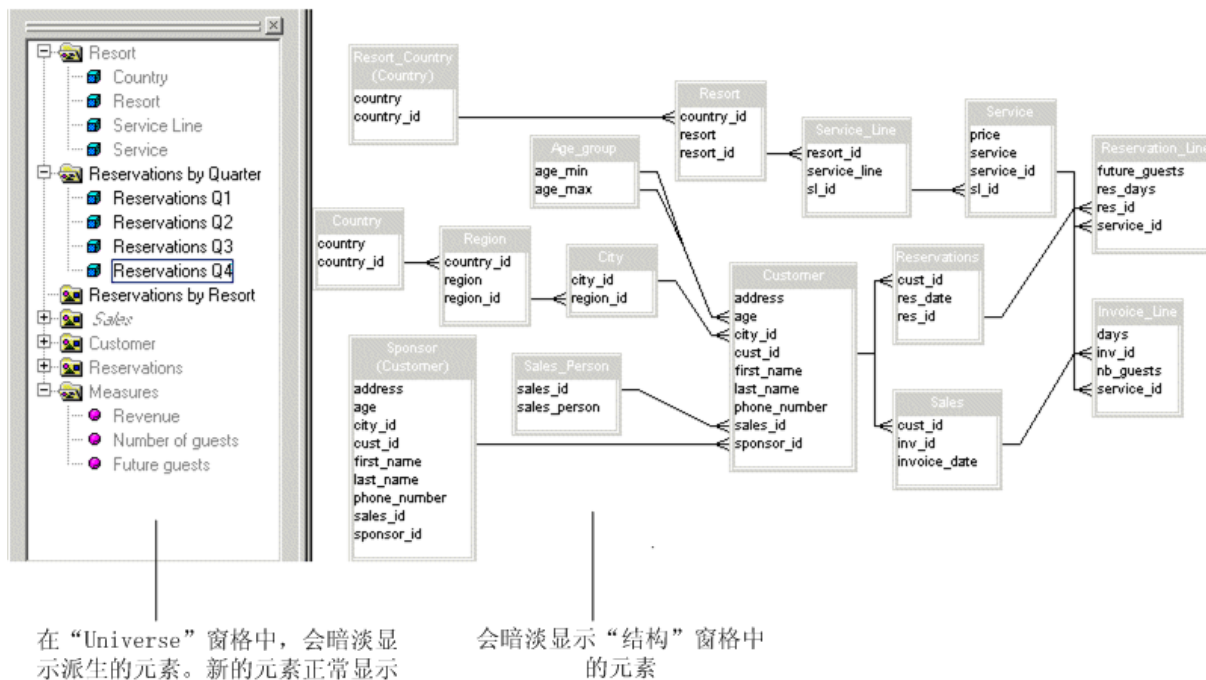 Resort
Country
Resort
Service Line
Service
Reservations by Quarter
Reservations Q1
Reservations Q2
Reservations Q3
Reservations Q4
Reservations by Resort
Sales
Customer
Reservations
Measures
Revenue
Number of guests
Future guests
Resort_Country
(Country)
country
country_id
Resort
country_id
resort
resort_id
Age_group
age_min
age_max
Service_Line
resort_id
service_line
sl_id
Service
price
service
service_id
sl_id
Reservation_Line
future_guests
res_days
res_id
service_id
Country
country
country_id
Region
country_id
region
region_id
City
city_id
region_id
Customer
address
age
city_id
cust_id
first_name
last_name
phone_number
sales_id
sponsor_id
Reservations
cust_id
res_date
res_id
Invoice_Line
days
inv_id
nb_guests
service_id
Sponsor
(Customer)
address
age
city_id
cust_id
first_name
last_name
phone_number
sales_id
sponsor_id
Sales_Person
sales_id
sales_person
Sales
cust_id
inv_id
invoice_date
在“Universe”窗格中，会暗淡显
示派生的元素。新的元素正常显示
会暗淡显示“结构”窗格中
的元素